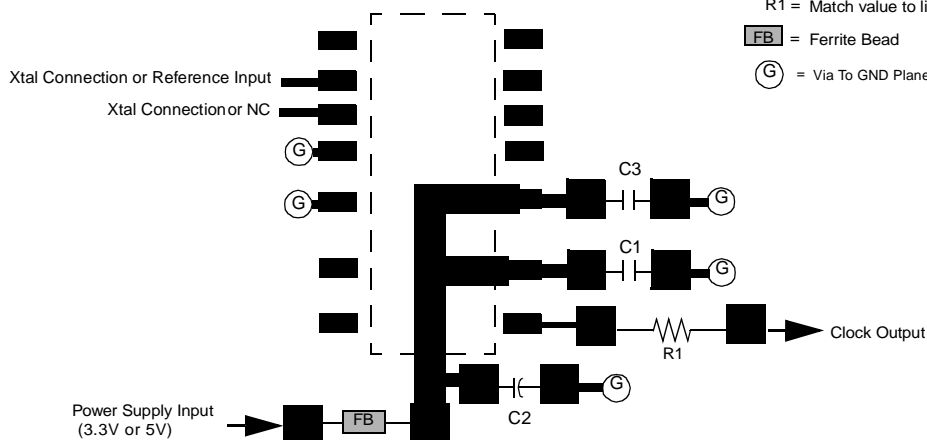 R1 = Match value to li
FB = Ferrite Bead
G = Via To GND Plane
Xtal Connection or Reference Input
Xtal Connection or NC
G
G
C3
G
C1
G
R1
Clock Output
G
C2
Power Supply Input
(3.3V or 5V)
FB